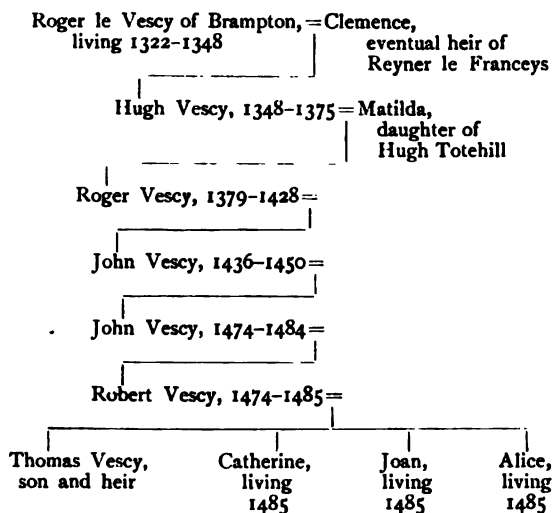 Roger le Vescy of Brampton, = Clemence,
living 1322–1348 eventual heir of
Reyner le Franceys
Hugh Vescy, 1348–1375 = Matilda,
daughter of
Hugh Totehill
Roger Vescy, 1379–1428 =
John Vescy, 1436–1450 =
John Vescy, 1474–1484 =
Robert Vescy, 1474–1485 =
Thomas Vescy, Catherine, Joan, Alice,
son and heir living living living
1485 1485 1485